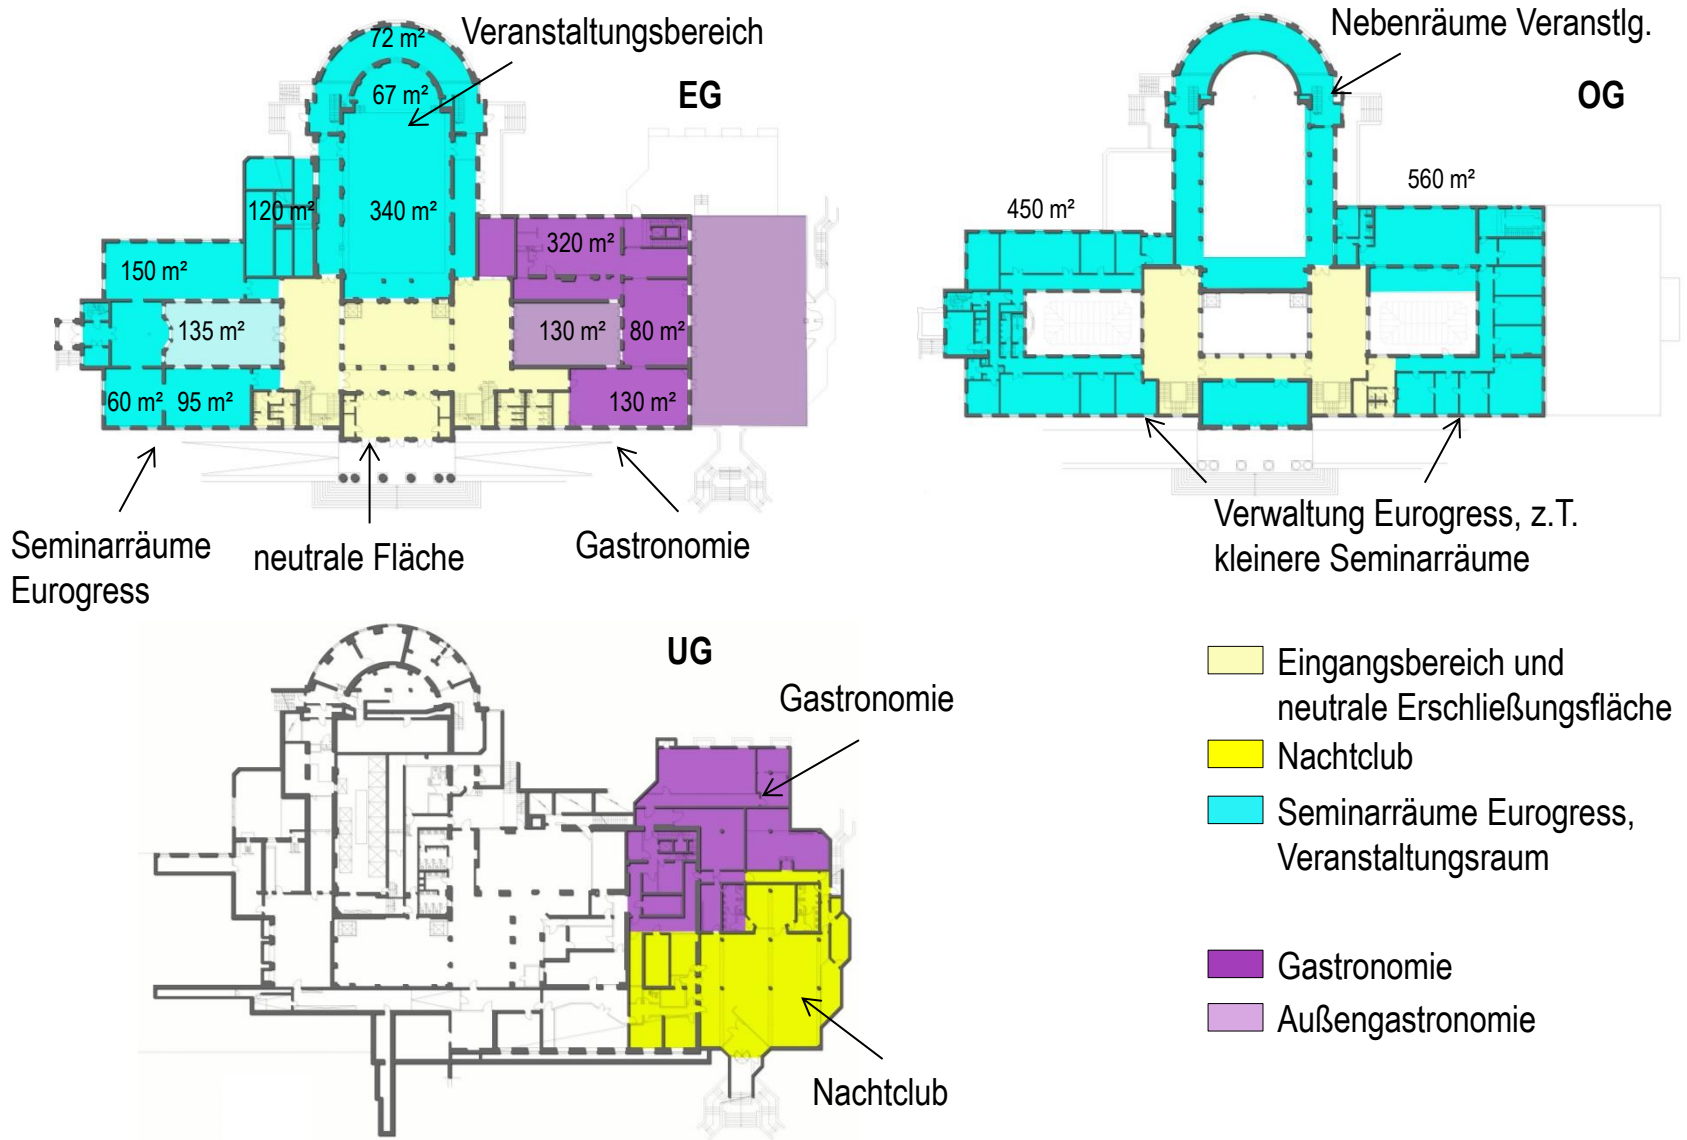 72 m²
Veranstaltungsbereich
67 m²
EG
120 m²
340 m²
320 m²
150 m²
135 m²
130 m²
80 m²
60 m²
95 m²
130 m²
Seminarräume
Eurogress
neutrale Fläche
Gastronomie
Nebenräume Veranstlg.
OG
560 m²
450 m²
Verwaltung Eurogress, z.T.
kleinere Seminarräume
UG
Gastronomie
Nachtclub
Eingangsbereich und
neutrale Erschließungsfläche
Nachtclub
Seminarräume Eurogress,
Veranstaltungsraum
Gastronomie
Außengastronomie